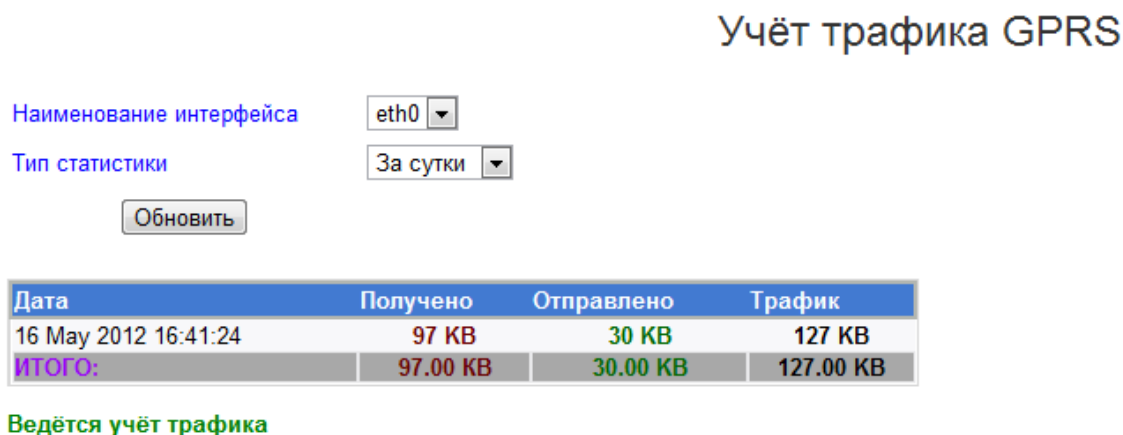 Учёт трафика GPRS
Наименование интерфейса eth0
Тип статистики За сутки
Обновить
Дата Получено Отправлено Трафик
16 May 2012 16:41:24 97 KB 30 KB 127 KB
ИТОГО: 97.00 KB 30.00 KB 127.00 KB
Ведётся учёт трафика